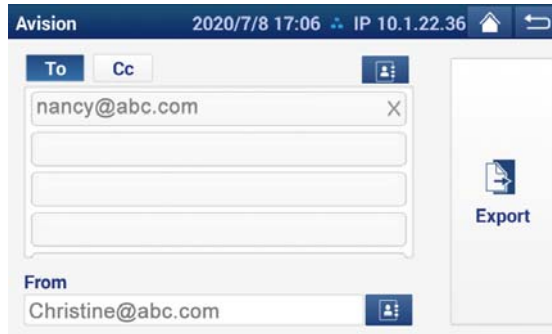 Avision 2020/7/8 17:06 IP 10.1.22.36
To Cc
nancy@abc.com X
Export
From
Christine@abc.com